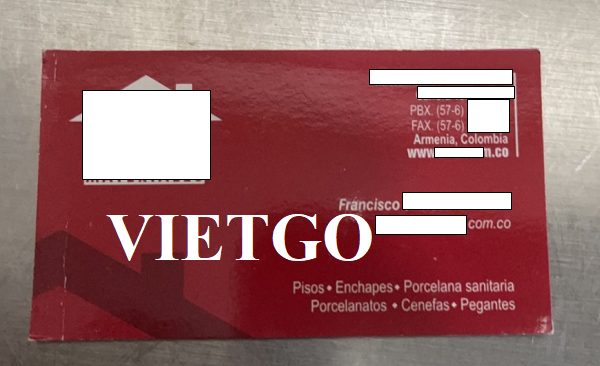 PBX. (57-6)
FAX. (57-6)
Armenia, Colombia
www m.co
Francisco
com.co
VIETGO
Pisos • Enchapes • Porcelana sanitaria
Porcelanatos • Cenefas • Pegantes